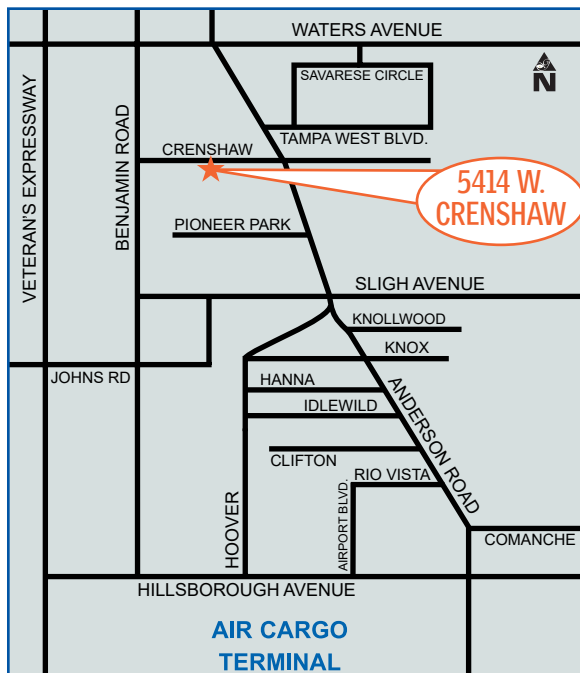 WATERS AVENUE
SAVARESE CIRCLE
N
TAMPA WEST BLVD.
CRENSHAW
5414 W.
CRENSHAW
VETERAN'S EXPRESSWAY
BENJAMIN ROAD
PIONEER PARK
SLIGH AVENUE
KNOLLWOOD
KNOX
JOHNS RD
HANNA
IDLEWILD
ANDERSON ROAD
CLIFTON
RIO VISTA
HOOVER
AIRPORT BLVD.
COMANCHE
HILLSBOROUGH AVENUE
AIR CARGO
TERMINAL